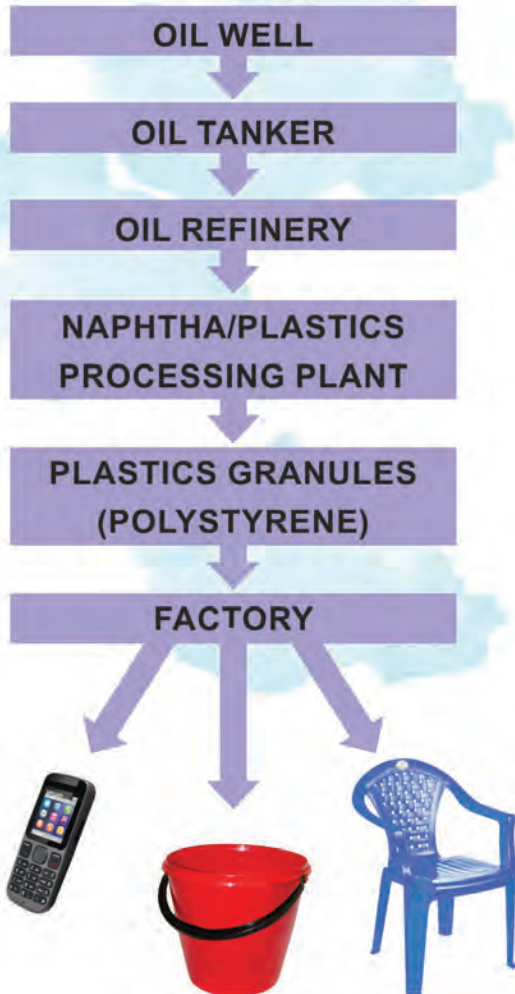 OIL WELL
OIL TANKER
OIL REFINERY
NAPHTHA/PLASTICS
PROCESSING PLANT
PLASTICS GRANULES
(POLYSTYRENE)
FACTORY